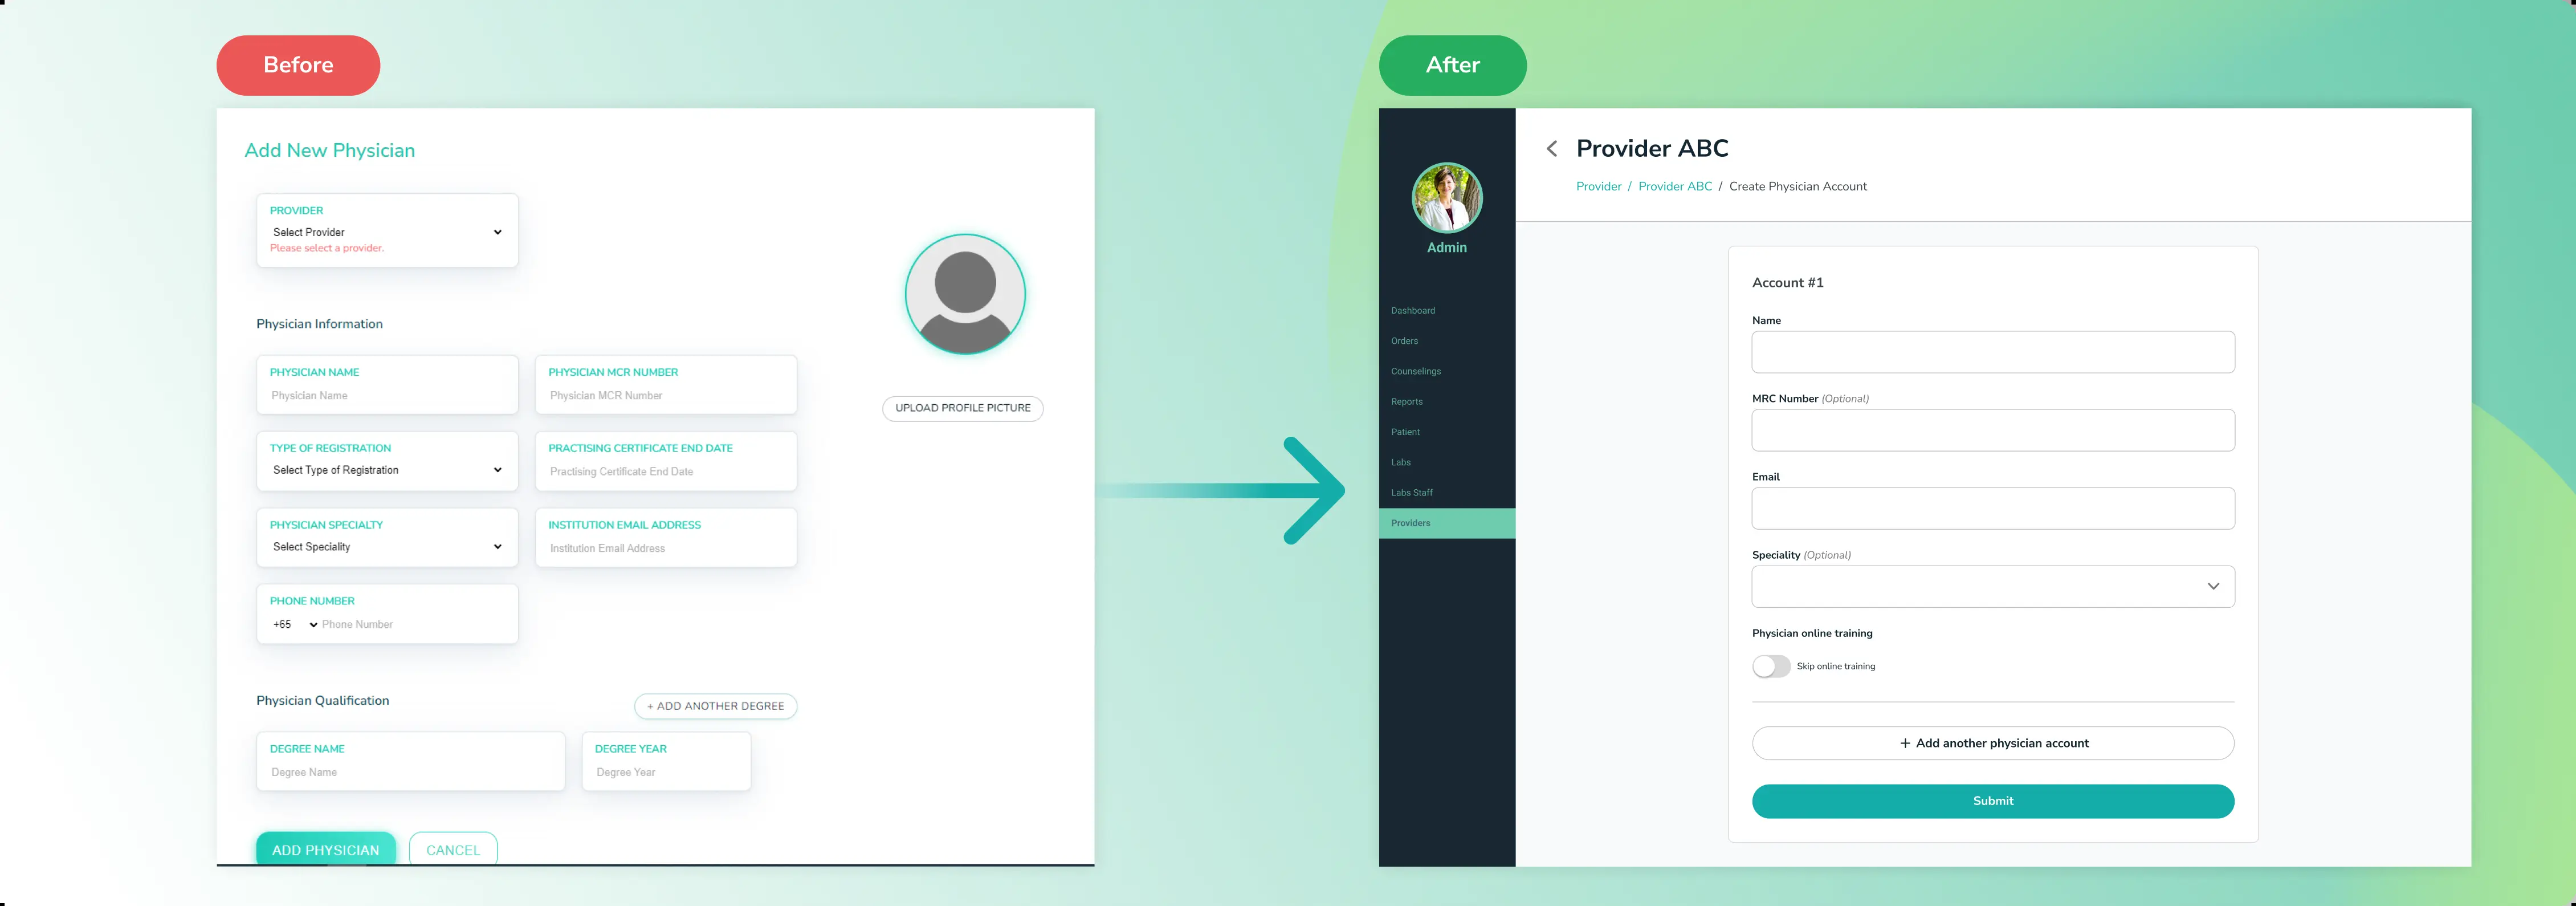 Before
Add New Physician
PROVIDER
Select Provider
Please select a provider.
Physician Information
PHYSICIAN NAME
Physician Name
PHYSICIAN MCR NUMBER
Physician MCR Number
UPLOAD PROFILE PICTURE
TYPE OF REGISTRATION
Select Type of Registration
PRACTISING CERTIFICATE END DATE
Practising Certificate End Date
PHYSICIAN SPECIALTY
Select Speciality
INSTITUTION EMAIL ADDRESS
Institution Email Address
PHONE NUMBER
+65 Phone Number
Physician Qualification
+ ADD ANOTHER DEGREE
DEGREE NAME
Degree Name
DEGREE YEAR
Degree Year
ADD PHYSICIAN
CANCEL
After
Admin
Dashboard
Orders
Counselings
Reports
Patient
Labs
Labs Staff
Providers
Provider ABC
Provider / Provider ABC / Create Physician Account
Account #1
Name
MRC Number (Optional)
Email
Speciality (Optional)
Physician online training
Skip online training
+ Add another physician account
Submit